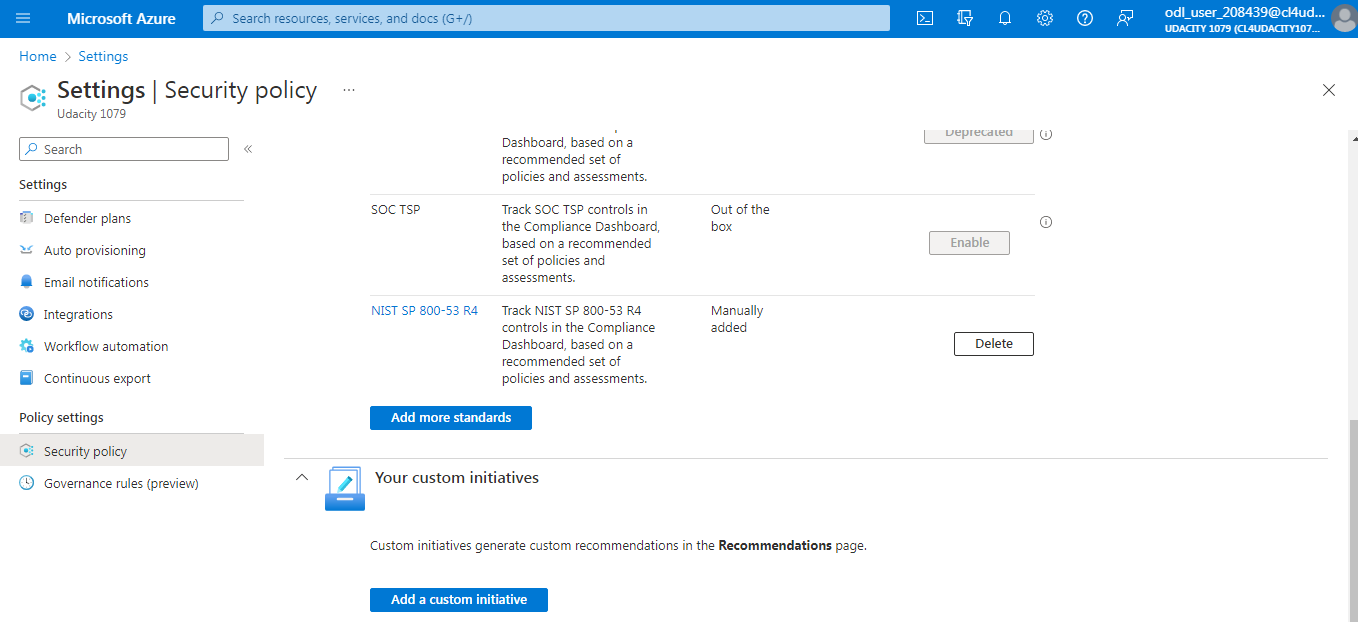 Microsoft Azure
Search resources, services, and docs (G+/)
odl_user_208439@cl4ud...
UDACITY 1079 (CL4UDACITY107...
Home > Settings
Settings | Security policy ...
Udacity 1079
Search
«
Settings
Defender plans
Auto provisioning
Email notifications
Integrations
Workflow automation
Continuous export
Policy settings
Security policy
Governance rules (preview)
Dashboard, based on a
recommended set of
policies and assessments.
Deprecated
SOC TSP
Track SOC TSP controls in
the Compliance Dashboard,
based on a recommended
set of policies and
assessments.
Out of the
box
Enable
NIST SP 800-53 R4
Track NIST SP 800-53 R4
controls in the Compliance
Dashboard, based on a
recommended set of
policies and assessments.
Manually
added
Delete
Add more standards
Your custom initiatives
Custom initiatives generate custom recommendations in the Recommendations page.
Add a custom initiative